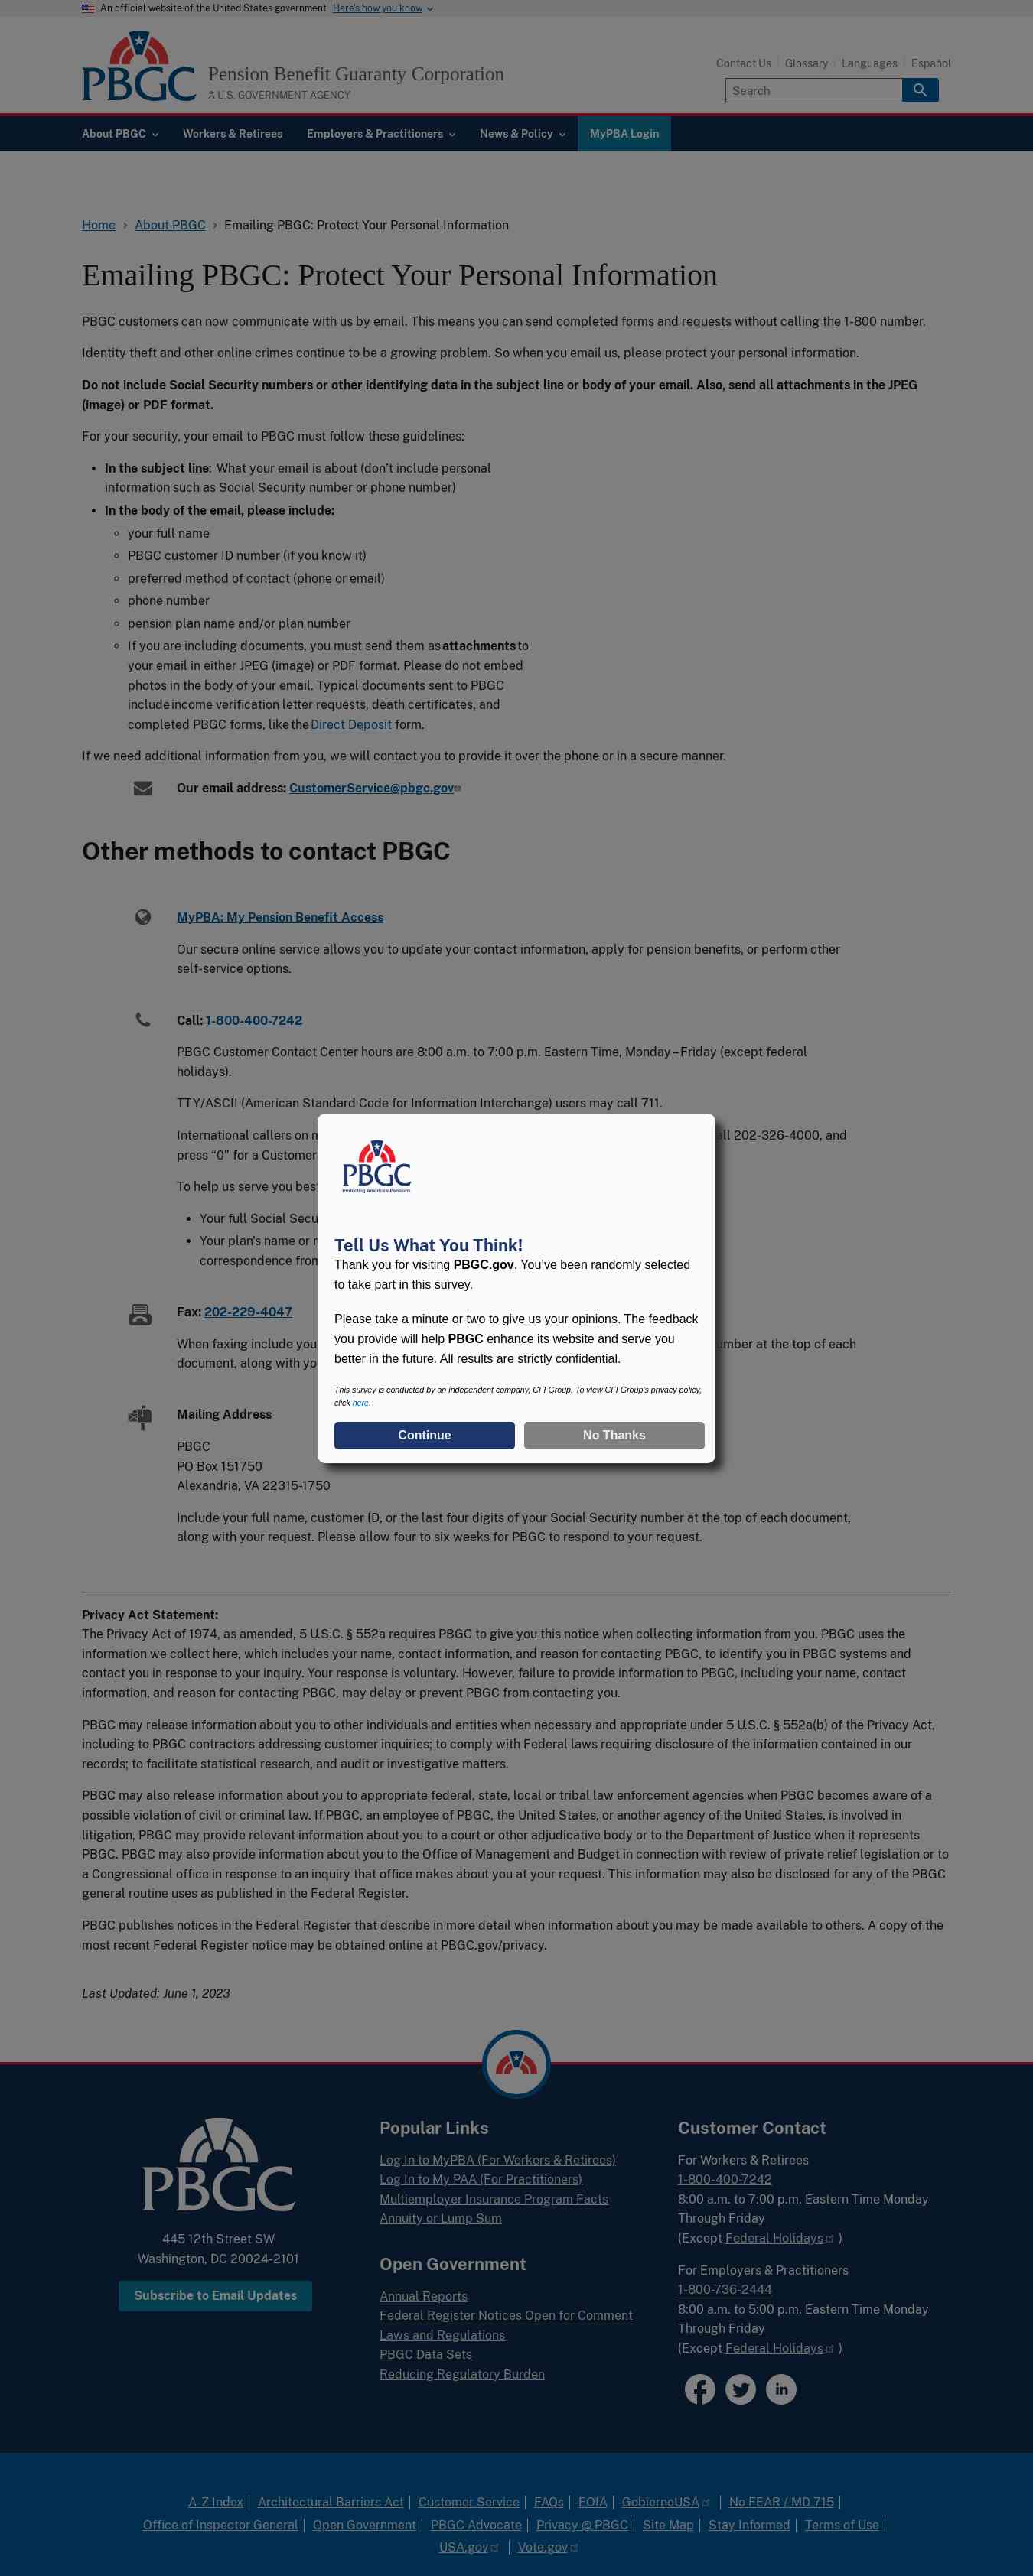 An official website of the United States government Here's how you know
PBGC
Pension Benefit Guaranty Corporation
A U.S. GOVERNMENT AGENCY
Contact Us
Glossary
Languages
Español
Search
About PBGC
Workers & Retirees
Employers & Practitioners
News & Policy
MyPBA Login
Home > About PBGC > Emailing PBGC: Protect Your Personal Information
Emailing PBGC: Protect Your Personal Information
PBGC customers can now communicate with us by email. This means you can send completed forms and requests without calling the 1-800 number.
Identity theft and other online crimes continue to be a growing problem. So when you email us, please protect your personal information.
Do not include Social Security numbers or other identifying data in the subject line or body of your email. Also, send all attachments in the JPEG
(image) or PDF format.
For your security, your email to PBGC must follow these guidelines:
• In the subject line: What your email is about (don't include personal
information such as Social Security number or phone number)
• In the body of the email, please include:
◦ your full name
◦ PBGC customer ID number (if you know it)
◦ preferred method of contact (phone or email)
◦ phone number
◦ pension plan name and/or plan number
◦ If you are including documents, you must send them as attachments to
your email in either JPEG (image) or PDF format. Please do not embed
photos in the body of your email. Typical documents sent to PBGC
include income verification letter requests, death certificates, and
completed PBGC forms, like the Direct Deposit form.
If we need additional information from you, we will contact you to provide it over the phone or in a secure manner.
Our email address: CustomerService@pbgc.gov
Other methods to contact PBGC
MyPBA: My Pension Benefit Access
Our secure online service allows you to update your contact information, apply for pension benefits, or perform other
self-service options.
Call: 1-800-400-7242
PBGC Customer Contact Center hours are 8:00 a.m. to 7:00 p.m. Eastern Time, Monday – Friday (except federal
holidays).
TTY/ASCII (American Standard Code for Information Interchange) users may call 711.
International callers on
all 202-326-4000, and
press “0” for a Customer
To help us serve you
• Your full Social
• Your plan's name or
correspondence
PBGC
Protecting America's Pensions
Tell Us What You Think!
Thank you for visiting PBGC.gov. You’ve been randomly selected
to take part in this survey.
Please take a minute or two to give us your opinions. The feedback
you provide will help PBGC enhance its website and serve you
better in the future. All results are strictly confidential.
This survey is conducted by an independent company, CFI Group. To view CFI Group's privacy policy,
click here.
Continue
No Thanks
Fax: 202-229-4047
When faxing include
at the top of each
document, along with
Mailing Address
PBGC
PO Box 151750
Alexandria, VA 22315-1750
Include your full name, customer ID, or the last four digits of your Social Security number at the top of each document,
along with your request. Please allow four to six weeks for PBGC to respond to your request.
Privacy Act Statement:
The Privacy Act of 1974, as amended, 5 U.S.C. § 552a requires PBGC to give you this notice when collecting information from you. PBGC uses the
information we collect here, which includes your name, contact information, and reason for contacting PBGC, to identify you in PBGC systems and
contact you in response to your inquiry. Your response is voluntary. However, failure to provide information to PBGC, including your name, contact
information, and reason for contacting PBGC, may delay or prevent PBGC from contacting you.
PBGC may release information about you to other individuals and entities when necessary and appropriate under 5 U.S.C. § 552a(b) of the Privacy Act,
including to PBGC contractors addressing customer inquiries; to comply with Federal laws requiring disclosure of the information contained in our
records; to facilitate statistical research, and audit or investigative matters.
PBGC may also release information about you to appropriate federal, state, local or tribal law enforcement agencies when PBGC becomes aware of a
possible violation of civil or criminal law. If PBGC, an employee of PBGC, the United States, or another agency of the United States, is involved in
litigation, PBGC may provide relevant information about you to a court or other adjudicative body or to the Department of Justice when it represents
PBGC. PBGC may also provide information about you to the Office of Management and Budget in connection with review of private relief legislation or to
a Congressional office in response to an inquiry that office makes about you at your request. This information may also be disclosed for any of the PBGC
general routine uses as published in the Federal Register.
PBGC publishes notices in the Federal Register that describe in more detail when information about you may be made available to others. A copy of the
most recent Federal Register notice may be obtained online at PBGC.gov/privacy.
Last Updated: June 1, 2023
PBGC
445 12th Street SW
Washington, DC 20024-2101
Subscribe to Email Updates
Popular Links
Log In to MyPBA (For Workers & Retirees)
Log In to My PAA (For Practitioners)
Multiemployer Insurance Program Facts
Annuity or Lump Sum
Open Government
Annual Reports
Federal Register Notices Open for Comment
Laws and Regulations
PBGC Data Sets
Reducing Regulatory Burden
Customer Contact
For Workers & Retirees
1-800-400-7242
8:00 a.m. to 7:00 p.m. Eastern Time Monday
Through Friday
(Except Federal Holidays )
For Employers & Practitioners
1-800-736-2444
8:00 a.m. to 5:00 p.m. Eastern Time Monday
Through Friday
(Except Federal Holidays )
A-Z Index | Architectural Barriers Act | Customer Service | FAQs | FOIA | GobiernoUSA | No FEAR / MD 715 |
Office of Inspector General | Open Government | PBGC Advocate | Privacy @ PBGC | Site Map | Stay Informed | Terms of Use |
USA.gov | Vote.gov